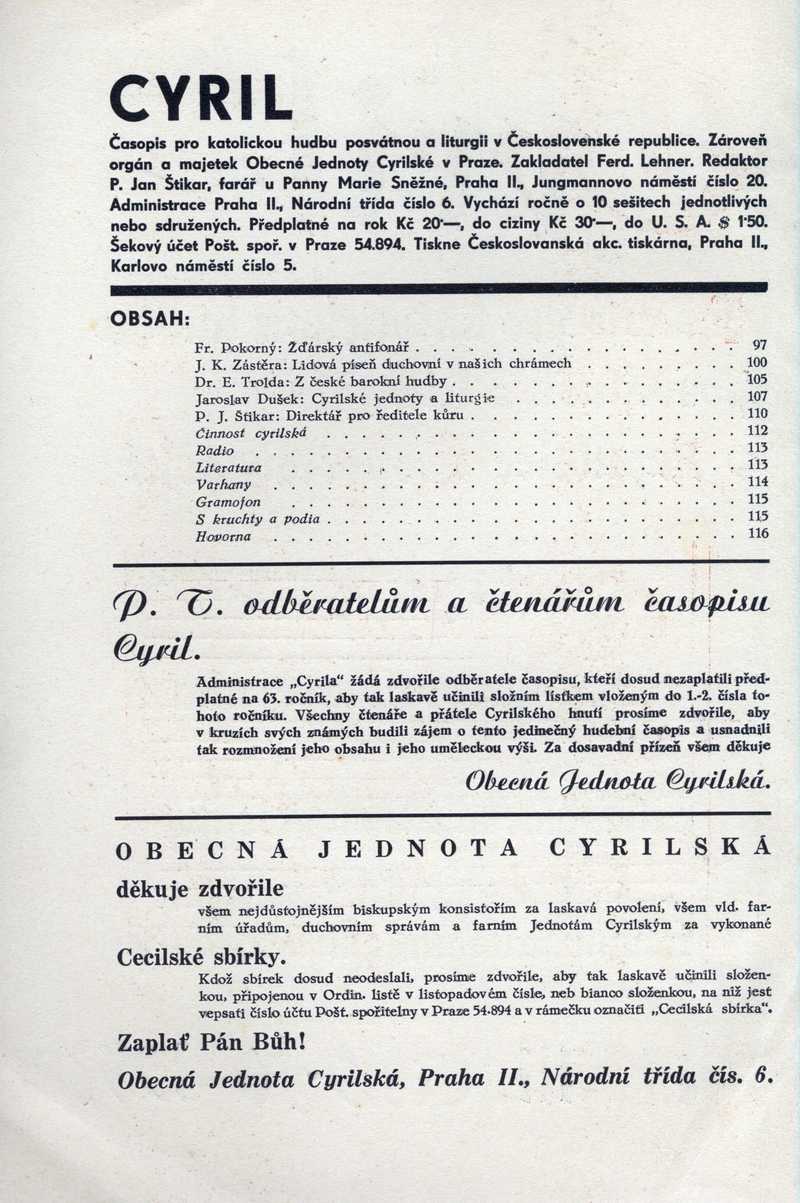 CYRIL
Časopis pro katolickou hudbu posvátnou a liturgii v Československé republice. Zároveň
orgán a majetek Obecné Jednoty Cyrilské v Praze. Zakladatel Ferd. Lehner. Redaktor
P. Jan Štikar, farář u Panny Marie Sněžné, Praha II., Jungmannovo náměstí číslo 20.
Administrace Praha II., Národní třída číslo 6. Vychází ročně o 10 sešitech jednotlivých
nebo sdružených. Předplatné na rok Kč 20·—, do ciziny Kč 30·—, do U. S. A. $ 1·50.
Šekový účet Pošt. spoř. v Praze 54.894. Tiskne Československá akc. tiskárna, Praha II.,
Karlovo náměstí číslo 5.
OBSAH:
Fr. Pokorný: Žďárský antifonář . . . . . . . . . . . . . . . . . . 97
J. K. Zástěra: Lidová píseň duchovní v našich chrámech . . . . . . . . . 100
Dr. E. Trolda: Z české barokní hudby . . . . . . . . . . . . . . . . 105
Jaroslav Dušek: Cyrilské jednoty a liturgie . . . . . . . . . . . . . 107
P. J. Štikar: Direktář pro ředitele kůru . . . . . . . . . . . . . . . 110
Činnost cyrilská . . . . . . . . . . . . . . . . . . . . . . . 112
Radio . . . . . . . . . . . . . . . . . . . . . . . . . . . 113
Literatura . . . . . . . . . . . . . . . . . . . . . . . . . 113
Varhany . . . . . . . . . . . . . . . . . . . . . . . . . . 114
Gramofon . . . . . . . . . . . . . . . . . . . . . . . . . 115
S kruchty a podia . . . . . . . . . . . . . . . . . . . . . . . 115
Hovorna . . . . . . . . . . . . . . . . . . . . . . . . . . 116
P. T. odběratelům a čtenářům časopisu
Cyril.
Administrace „Cyrila“ žádá zdvořile odběratele časopisu, kteří dosud nezaplatili před-
platné na 63. ročník, aby tak laskavě učinili složním lístkem vloženým do 1.-2. čísla to-
hoto ročníku. Všechny čtenáře a přátele Cyrilského hnutí prosíme zdvořile, aby
v kruzích svých známých budili zájem o tento jedinečný hudební časopis a usnadnili
tak rozmnožení jeho obsahu i jeho uměleckou výši. Za dosavadní přízeň všem děkuje
Obecná Jednota Cyrilská.
OBECNÁ JEDNOTA CYRILSKÁ
děkuje zdvořile
všem nejdůstojnějším biskupským konsistořím za laskavá povolení, všem vld. far-
ním úřadům, duchovním správám a farním Jednotám Cyrilským za vykonané
Cecilské sbírky.
Kdož sbírek dosud neodeslali, prosíme zdvořile, aby tak laskavě učinili složen-
kou, připojenou v Ordin. listě v listopadovém čísle, neb bianco složenkou, na níž jest
vepsati číslo účtu Pošt. spořitelny v Praze 54.894 a v rámečku označiti „Cecilská sbírka“.
Zaplať Pán Bůh!
Obecná Jednota Cyrilská, Praha II., Národní třída čís. 6.